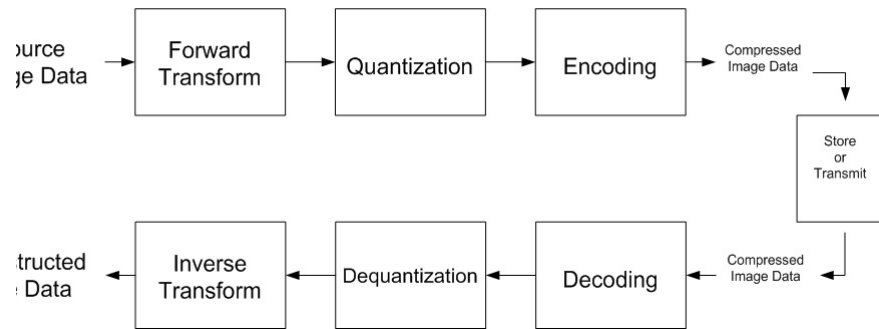 ource
ge Data
Forward
Transform
Quantization
Encoding
Compressed
Image Data
Store
or
Transmit
structed
e Data
Inverse
Transform
Dequantization
Decoding
Compressed
Image Data